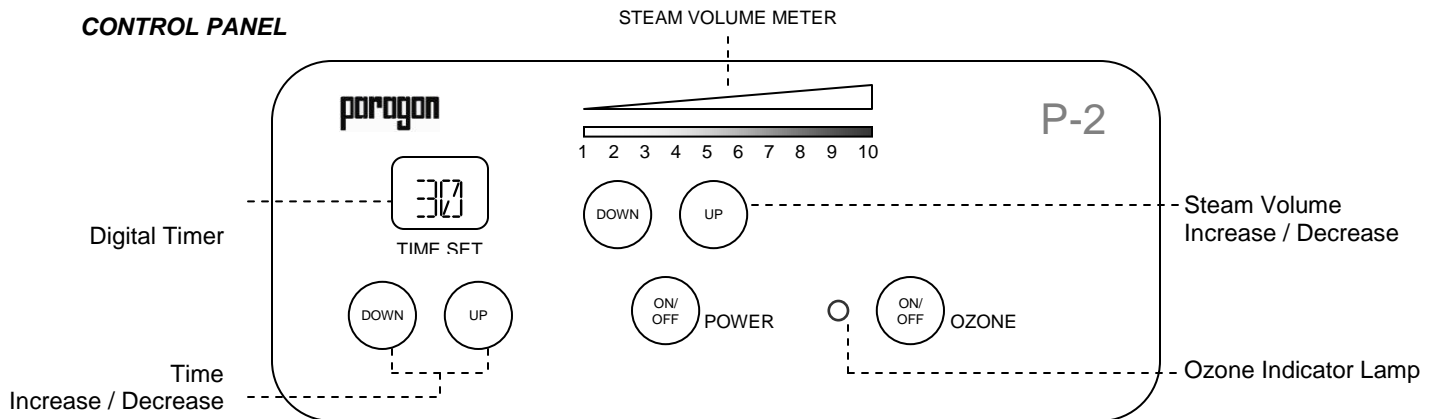 CONTROL PANEL
STEAM VOLUME METER
paragon
P-2
1 2 3 4 5 6 7 8 9 10
30
TIME SET
Digital Timer
DOWN
UP
Steam Volume
Increase / Decrease
DOWN
UP
ON/
OFF
POWER
ON/
OFF
OZONE
Time
Increase / Decrease
Ozone Indicator Lamp